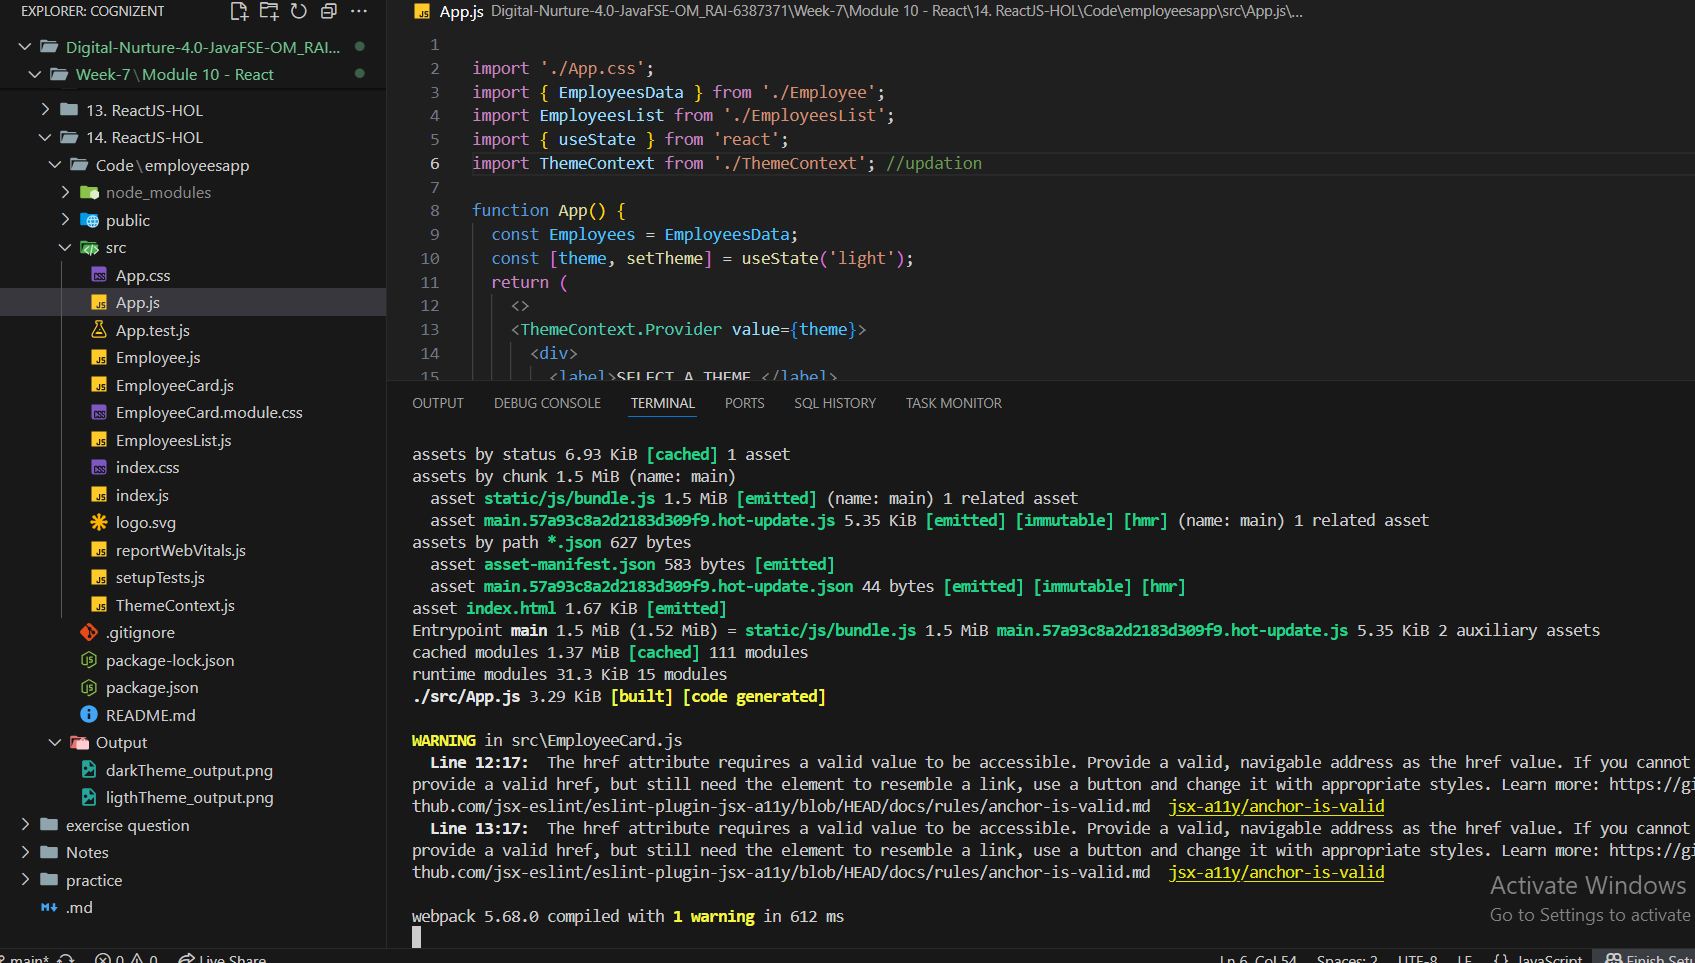 EXPLORER: COGNIZENT
Digital-Nurture-4.0-JavaFSE-OM_RAI...
Week-7 \ Module 10 - React
13. ReactJS-HOL
14. ReactJS-HOL
Code \ employeesapp
node_modules
public
src
App.css
App.js
App.test.js
Employee.js
EmployeeCard.js
EmployeeCard.module.css
EmployeesList.js
index.css
index.js
logo.svg
reportWebVitals.js
setupTests.js
ThemeContext.js
.gitignore
package-lock.json
package.json
README.md
Output
darkTheme_output.png
ligthTheme_output.png
exercise question
Notes
practice
.md
App.js Digital-Nurture-4.0-JavaFSE-OM_RAI-6387371\Week-7\Module 10 - React\14. ReactJS-HOL\Code\employeesapp\src\App.js\...
1
2 import './App.css';
3 import { EmployeesData } from './Employee';
4 import EmployeesList from './EmployeesList';
5 import { useState } from 'react';
6 import ThemeContext from './ThemeContext'; //updation
7
8 function App() {
9 const Employees = EmployeesData;
10 const [theme, setTheme] = useState('light');
11 return (
12 <>
13 <ThemeContext.Provider value={theme}>
14 <div>
15 <label>SELECT A THEME </label>
OUTPUT DEBUG CONSOLE TERMINAL PORTS SQL HISTORY TASK MONITOR
assets by status 6.93 KiB [cached] 1 asset
assets by chunk 1.5 MiB (name: main)
asset static/js/bundle.js 1.5 MiB [emitted] (name: main) 1 related asset
asset main.57a93c8a2d2183d309f9.hot-update.js 5.35 KiB [emitted] [immutable] [hmr] (name: main) 1 related asset
assets by path *.json 627 bytes
asset asset-manifest.json 583 bytes [emitted]
asset main.57a93c8a2d2183d309f9.hot-update.json 44 bytes [emitted] [immutable] [hmr]
asset index.html 1.67 KiB [emitted]
Entrypoint main 1.5 MiB (1.52 MiB) = static/js/bundle.js 1.5 MiB main.57a93c8a2d2183d309f9.hot-update.js 5.35 KiB 2 auxiliary assets
cached modules 1.37 MiB [cached] 111 modules
runtime modules 31.3 KiB 15 modules
./src/App.js 3.29 KiB [built] [code generated]
WARNING in src\EmployeeCard.js
Line 12:17: The href attribute requires a valid value to be accessible. Provide a valid, navigable address as the href value. If you cannot
provide a valid href, but still need the element to resemble a link, use a button and change it with appropriate styles. Learn more: https://gi
thub.com/jsx-eslint/eslint-plugin-jsx-a11y/blob/HEAD/docs/rules/anchor-is-valid.md jsx-a11y/anchor-is-valid
Line 13:17: The href attribute requires a valid value to be accessible. Provide a valid, navigable address as the href value. If you cannot
provide a valid href, but still need the element to resemble a link, use a button and change it with appropriate styles. Learn more: https://gi
thub.com/jsx-eslint/eslint-plugin-jsx-a11y/blob/HEAD/docs/rules/anchor-is-valid.md jsx-a11y/anchor-is-valid
webpack 5.68.0 compiled with 1 warning in 612 ms
Activate Windows
Go to Settings to activate
main* 0 0 Live Share Ln 6, Col 54 Spaces: 2 UTF-8 LF {} JavaScript Finish Setu